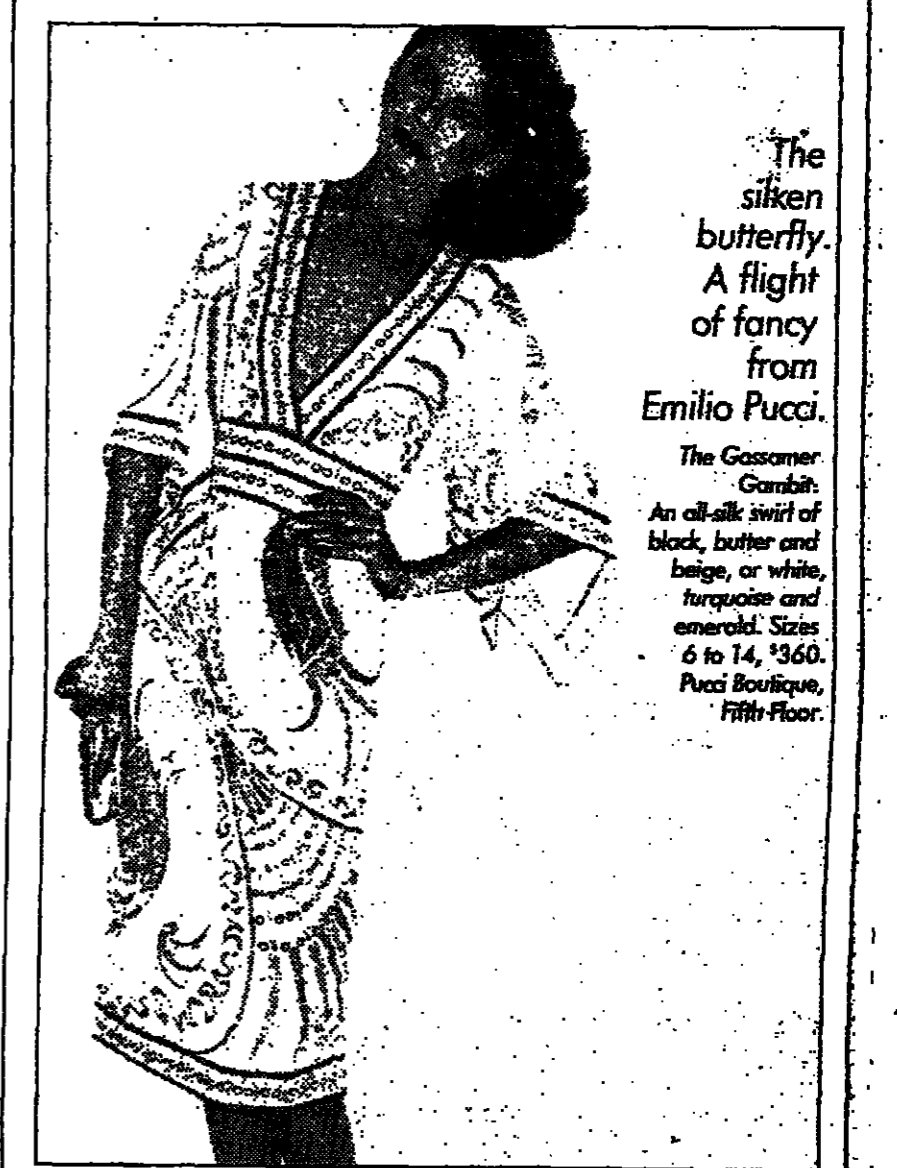 The
silken
butterfly.
A flight
of fancy
from
Emilio Pucci.
The Gossamer
Gambit:
An all-silk swirl of
black, butter and
beige, or white,
turquoise and
emerald. Sizes
6 to 14, $360.
Pucci Boutique,
Fifth Floor.